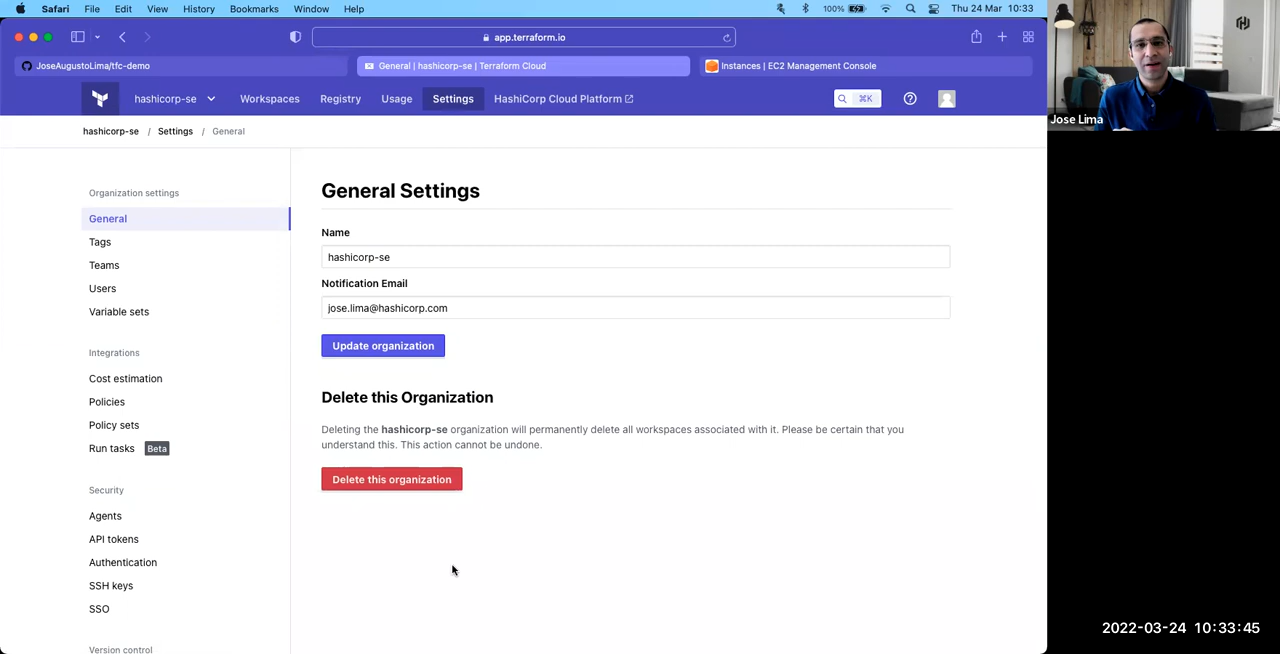 Safari File Edit View History Bookmarks Window Help 100% Thu 24 Mar 10:33
app.terraform.io
JoseAugustoLima/tfc-demo General | hashicorp-se | Terraform Cloud Instances | EC2 Management Console
hashicorp-se Workspaces Registry Usage Settings HashiCorp Cloud Platform ⌘K
hashicorp-se / Settings / General
Organization settings
General
Tags
Teams
Users
Variable sets
Integrations
Cost estimation
Policies
Policy sets
Run tasks Beta
Security
Agents
API tokens
Authentication
SSH keys
SSO
Version control
General Settings
Name
hashicorp-se
Notification Email
jose.lima@hashicorp.com
Update organization
Delete this Organization
Deleting the hashicorp-se organization will permanently delete all workspaces associated with it. Please be certain that you
understand this. This action cannot be undone.
Delete this organization
Jose Lima
2022-03-24 10:33:45